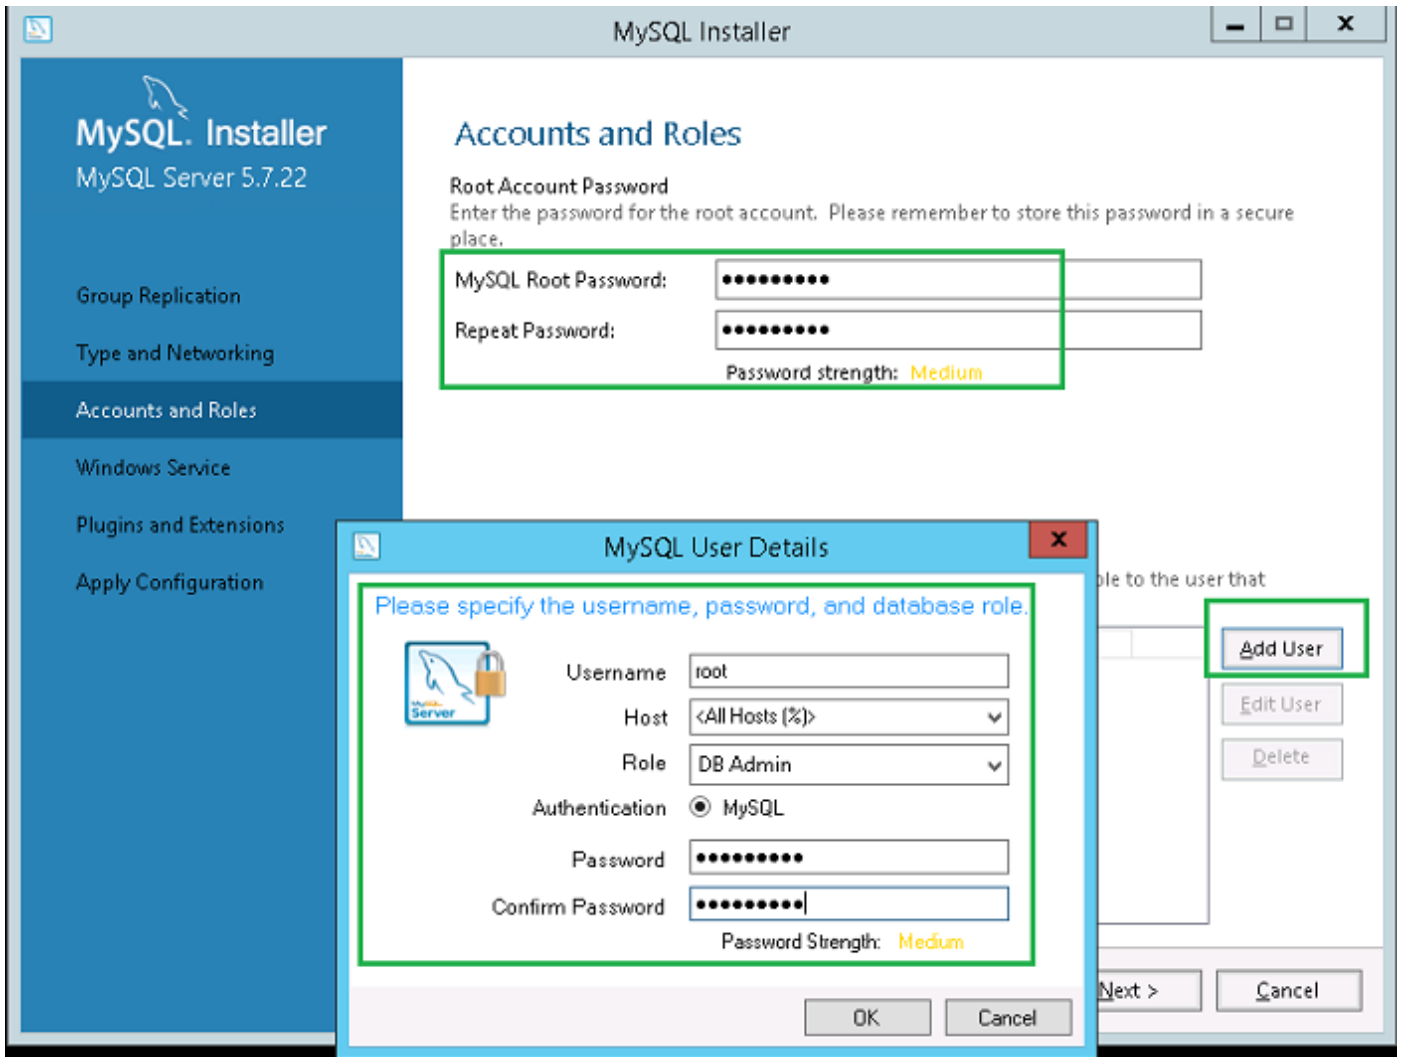 MySQL Installer
MySQL. Installer
MySQL Server 5.7.22
Group Replication
Type and Networking
Accounts and Roles
Windows Service
Plugins and Extensions
Apply Configuration
Accounts and Roles
Root Account Password
Enter the password for the root account. Please remember to store this password in a secure
place.
MySQL Root Password: ●●●●●●●●●
Repeat Password: ●●●●●●●●●
Password strength: Medium
to the user that
Add User
Edit User
Delete
MySQL User Details
Please specify the username, password, and database role.
MySQL
Server
Username root
Host <All Hosts (%)>
Role DB Admin
Authentication MySQL
Password ●●●●●●●●●
Confirm Password ●●●●●●●●●
Password Strength: Medium
OK Cancel
Next > Cancel